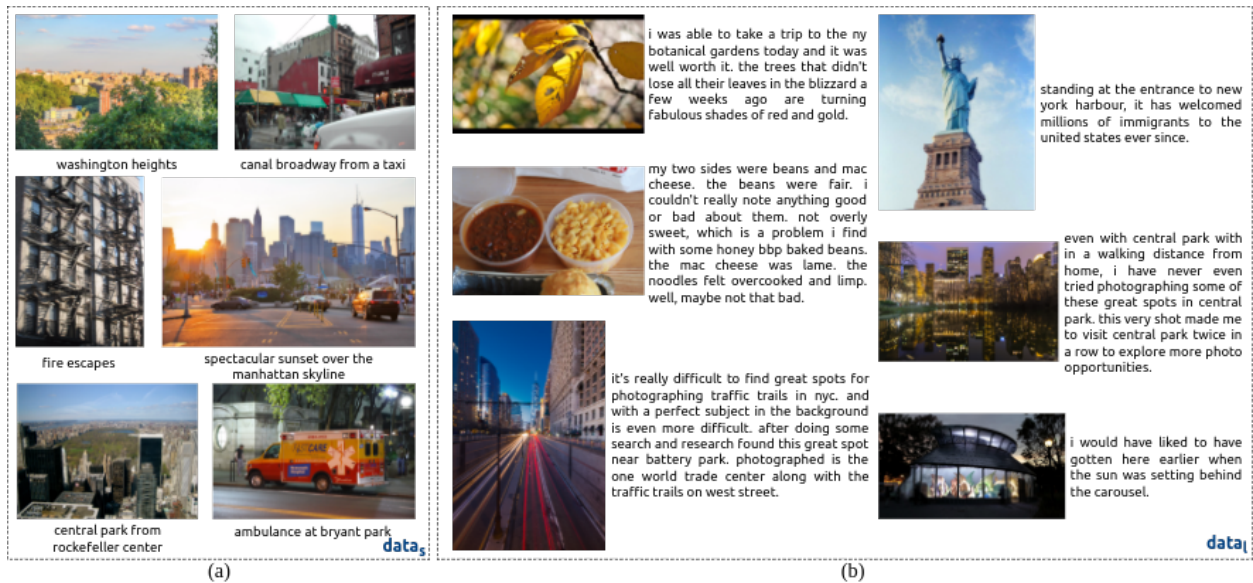 washington heights
canal broadway from a taxi
fire escapes
spectacular sunset over the
manhattan skyline
central park from
rockefeller center
ambulance at bryant park
data_s
(a)
i was able to take a trip to the ny
botanical gardens today and it was
well worth it. the trees that didn't
lose all their leaves in the blizzard a
few weeks ago are turning
fabulous shades of red and gold.
my two sides were beans and mac
cheese. the beans were fair. i
couldn't really note anything good
or bad about them. not overly
sweet, which is a problem i find
with some honey bbp baked beans.
the mac cheese was lame. the
noodles felt overcooked and limp.
well, maybe not that bad.
it's really difficult to find great spots for
photographing traffic trails in nyc. and
with a perfect subject in the background
is even more difficult. after doing some
search and research found this great spot
near battery park. photographed is the
one world trade center along with the
traffic trails on west street.
standing at the entrance to new
york harbour, it has welcomed
millions of immigrants to the
united states ever since.
even with central park with
in a walking distance from
home, i have never even
tried photographing some of
these great spots in central
park. this very shot made me
to visit central park twice in
a row to explore more photo
opportunities.
i would have liked to have
gotten here earlier when
the sun was setting behind
the carousel.
data_l
(b)